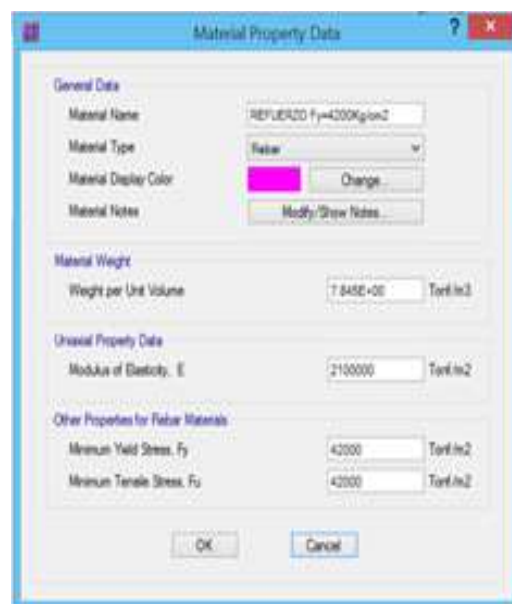 Material Property Data ? ×
General Data
Material Name REFUERZO Fy=4200Kg/cm2
Material Type Rebar
Material Display Color Change...
Material Notes Modify/Show Notes...
Material Weight
Weight per Unit Volume 7.845E+00 Tonf/m3
Uniaxial Property Data
Modulus of Elasticity, E 2100000 Tonf/m2
Other Properties for Rebar Materials
Minimum Yield Stress, Fy 42000 Tonf/m2
Minimum Tensile Stress, Fu 42000 Tonf/m2
OK Cancel